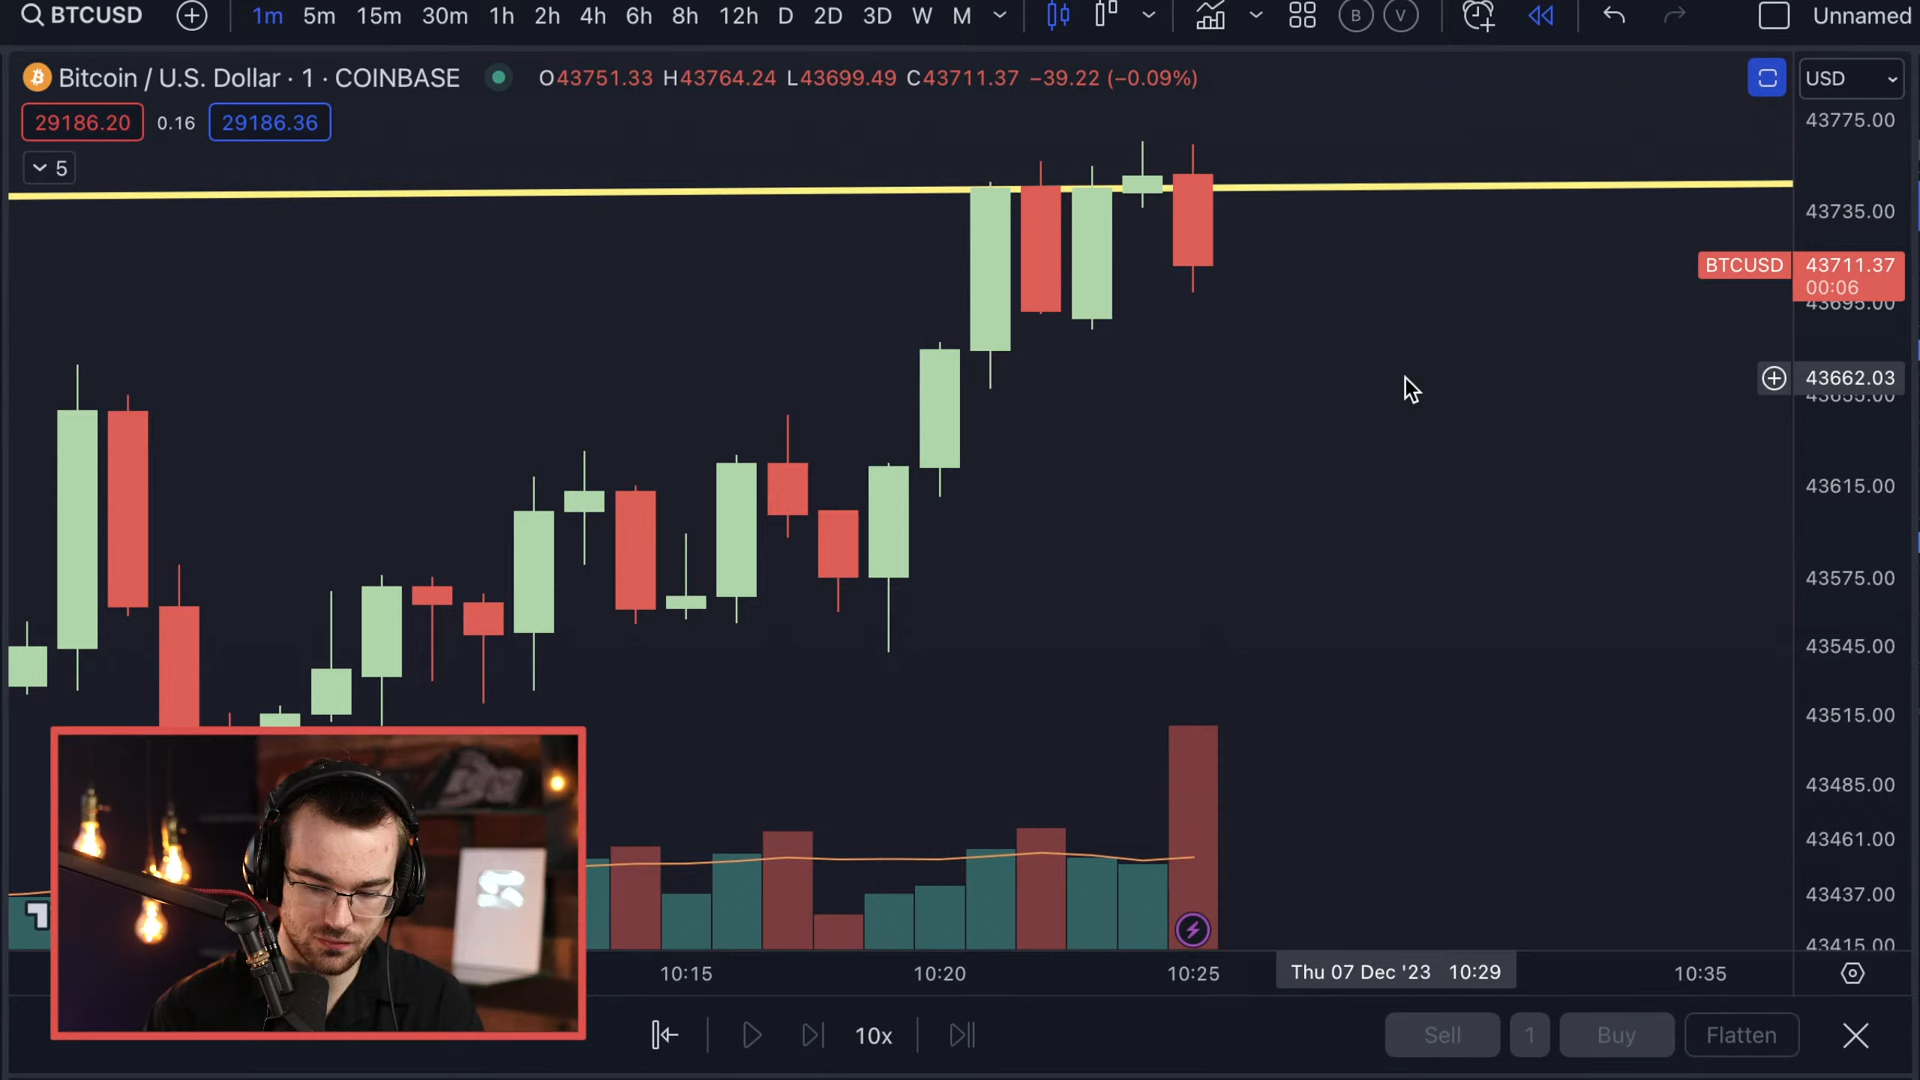 BTCUSD 1m 5m 15m 30m 1h 2h 4h 6h 8h 12h D 2D 3D W M B V Unnamed
Bitcoin / U.S. Dollar · 1 · COINBASE O43751.33 H43764.24 L43699.49 C43711.37 −39.22 (−0.09%) USD
29186.20 0.16 29186.36
5
43775.00
43735.00
BTCUSD 43711.37
00:06
43695.00
43662.03
43655.00
43615.00
43575.00
43545.00
43515.00
43485.00
43461.00
43437.00
43415.00
10:15 10:20 10:25 Thu 07 Dec '23 10:29 10:35
10x Sell 1 Buy Flatten